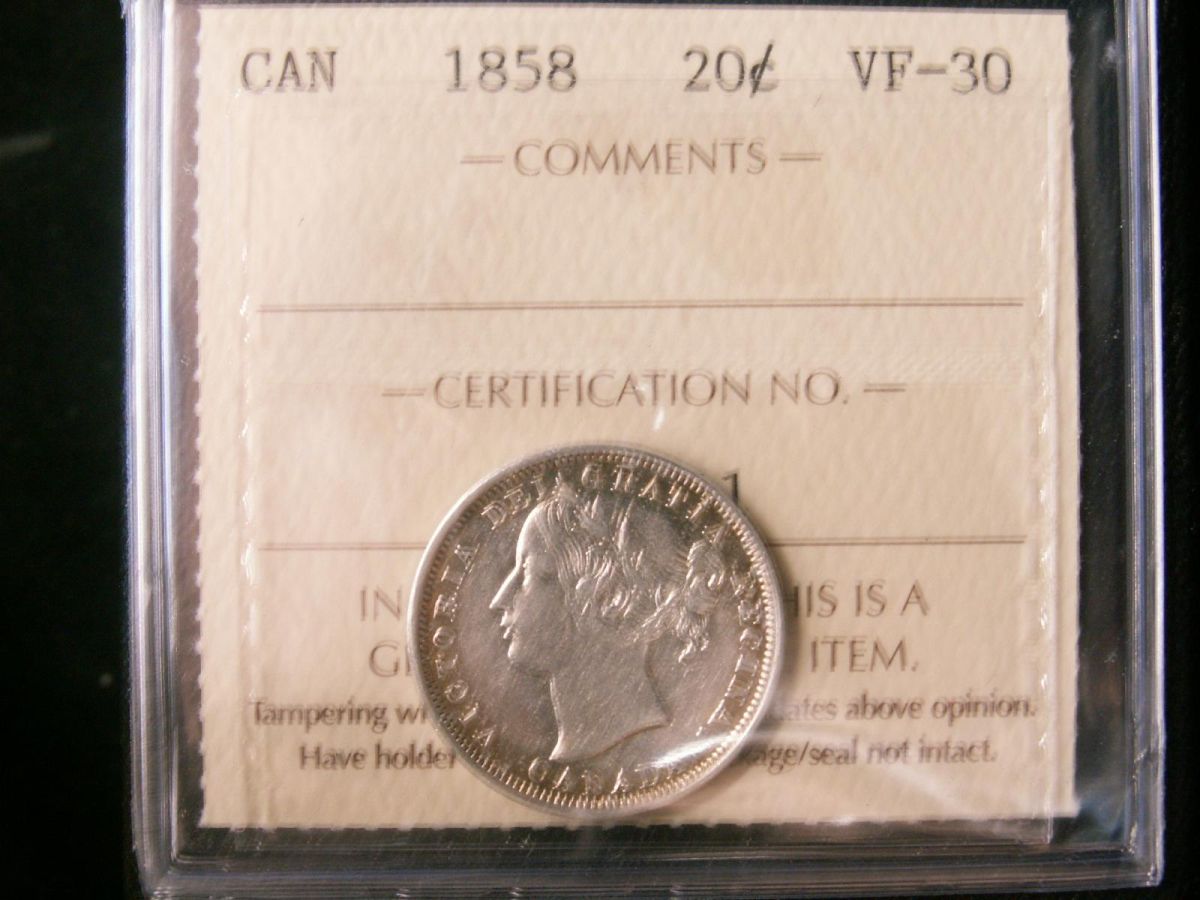 CAN 1858 20¢ VF-30
— COMMENTS —
— CERTIFICATION NO. —
1
IN HIS IS A
G ITEM.
Tampering w ates above opinion.
Have holder kage/seal not intact.
VICTORIA DEI GRATIA REGINA
CANADA